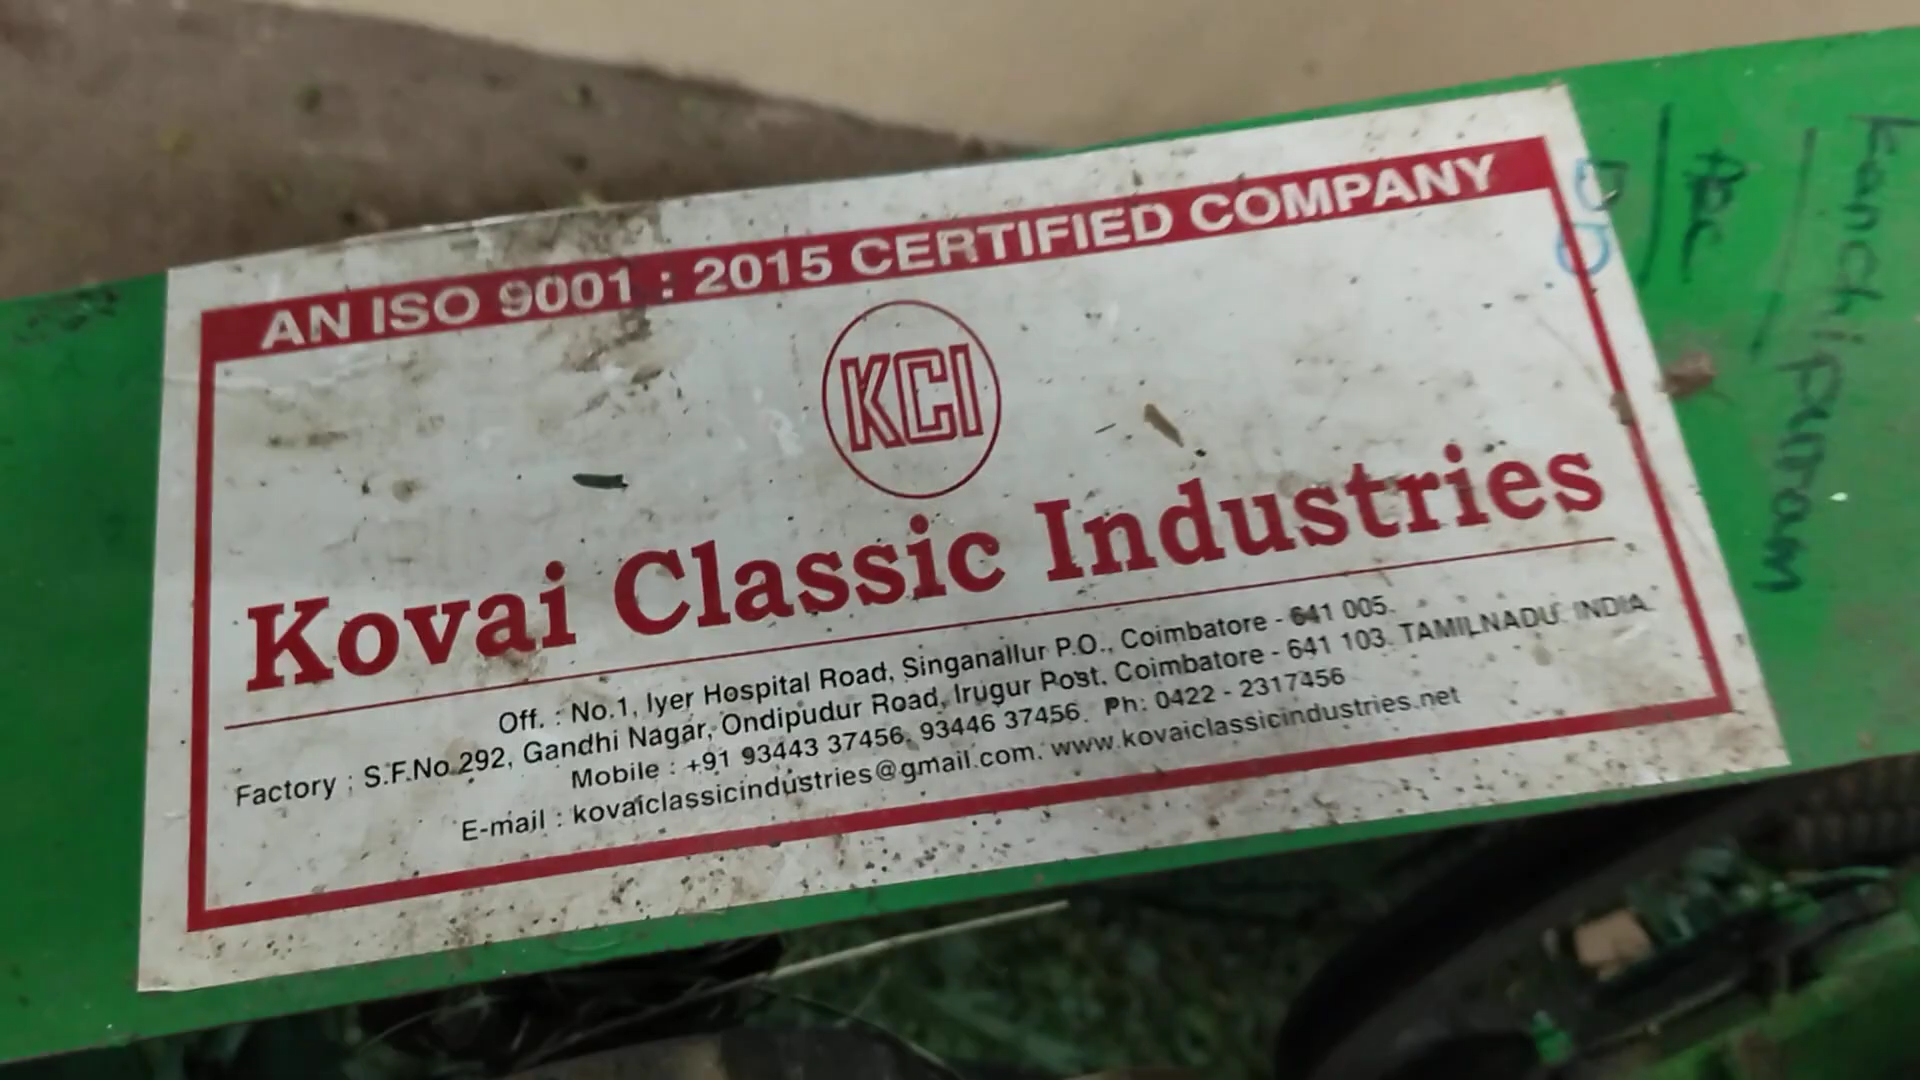 AN ISO 9001 : 2015 CERTIFIED COMPANY
KCI
Kovai Classic Industries
Off. : No.1, Iyer Hospital Road, Singanallur P.O., Coimbatore - 641 005.
Factory : S.F.No.292, Gandhi Nagar, Ondipudur Road, Irugur Post, Coimbatore - 641 103. TAMILNADU. INDIA.
Mobile : +91 93443 37456, 93446 37456. Ph: 0422 - 2317456
E-mail : kovaiclassicindustries@gmail.com. www.kovaiclassicindustries.net
Kanchipuram